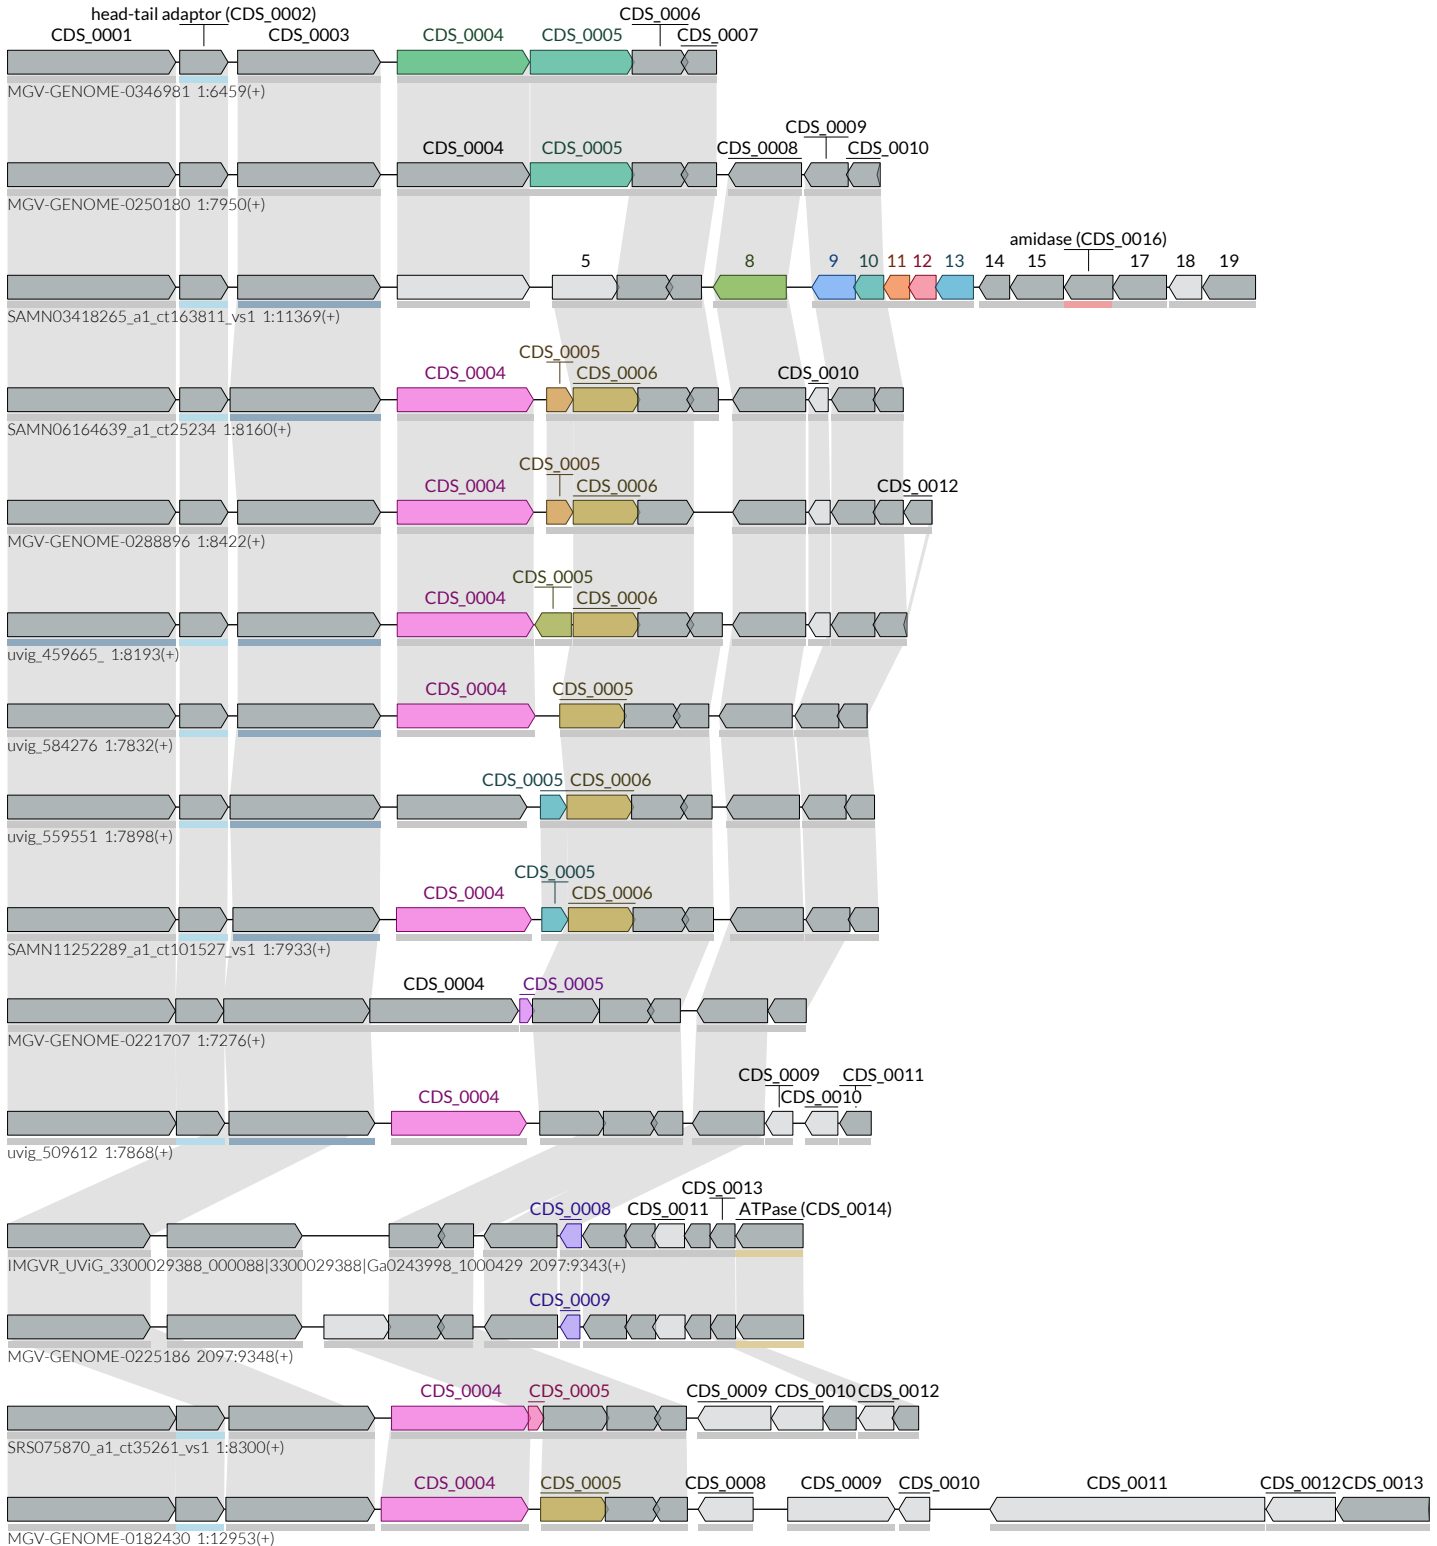 head-tail adaptor (CDS_0002) CDS_0006
CDS_0001 CDS_0003 CDS_0004 CDS_0005 CDS_0007
MGV-GENOME-0346981 1:6459(+)
CDS_0009
CDS_0004 CDS_0005 CDS_0008 CDS_0010
MGV-GENOME-0250180 1:7950(+)
amidase (CDS_0016)
5 8 9 10 11 12 13 14 15 17 18 19
SAMN03418265_a1_ct163811_vs1 1:11369(+)
CDS_0005
CDS_0004 CDS_0006 CDS_0010
SAMN06164639_a1_ct25234 1:8160(+)
CDS_0005
CDS_0004 CDS_0006 CDS_0012
MGV-GENOME-0288896 1:8422(+)
CDS_0005
CDS_0004 CDS_0006
uvig_459665_ 1:8193(+)
CDS_0004 CDS_0005
uvig_584276 1:7832(+)
CDS_0005 CDS_0006
uvig_559551 1:7898(+)
CDS_0005
CDS_0004 CDS_0006
SAMN11252289_a1_ct101527_vs1 1:7933(+)
CDS_0004 CDS_0005
MGV-GENOME-0221707 1:7276(+)
CDS_0009 CDS_0011
CDS_0004 CDS_0010
uvig_509612 1:7868(+)
CDS_0013
CDS_0008 CDS_0011 ATPase (CDS_0014)
IMGVR_UViG_3300029388_000088|3300029388|Ga0243998_1000429 2097:9343(+)
CDS_0009
MGV-GENOME-0225186 2097:9348(+)
CDS_0004 CDS_0005 CDS_0009 CDS_0010 CDS_0012
SRS075870_a1_ct35261_vs1 1:8300(+)
CDS_0004 CDS_0005 CDS_0008 CDS_0009 CDS_0010 CDS_0011 CDS_0012 CDS_0013
MGV-GENOME-0182430 1:12953(+)